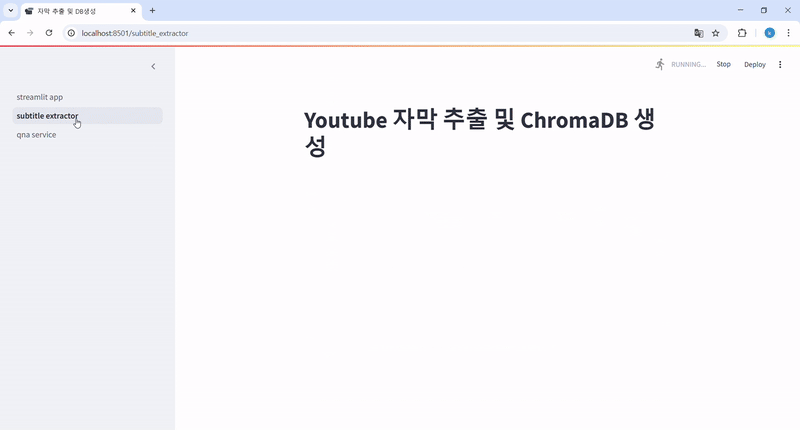 자막 추출 및 DB생성
localhost:8501/subtitle_extractor
RUNNING...
Stop
Deploy
streamlit app
subtitle extractor
qna service
Youtube 자막 추출 및 ChromaDB 생
성